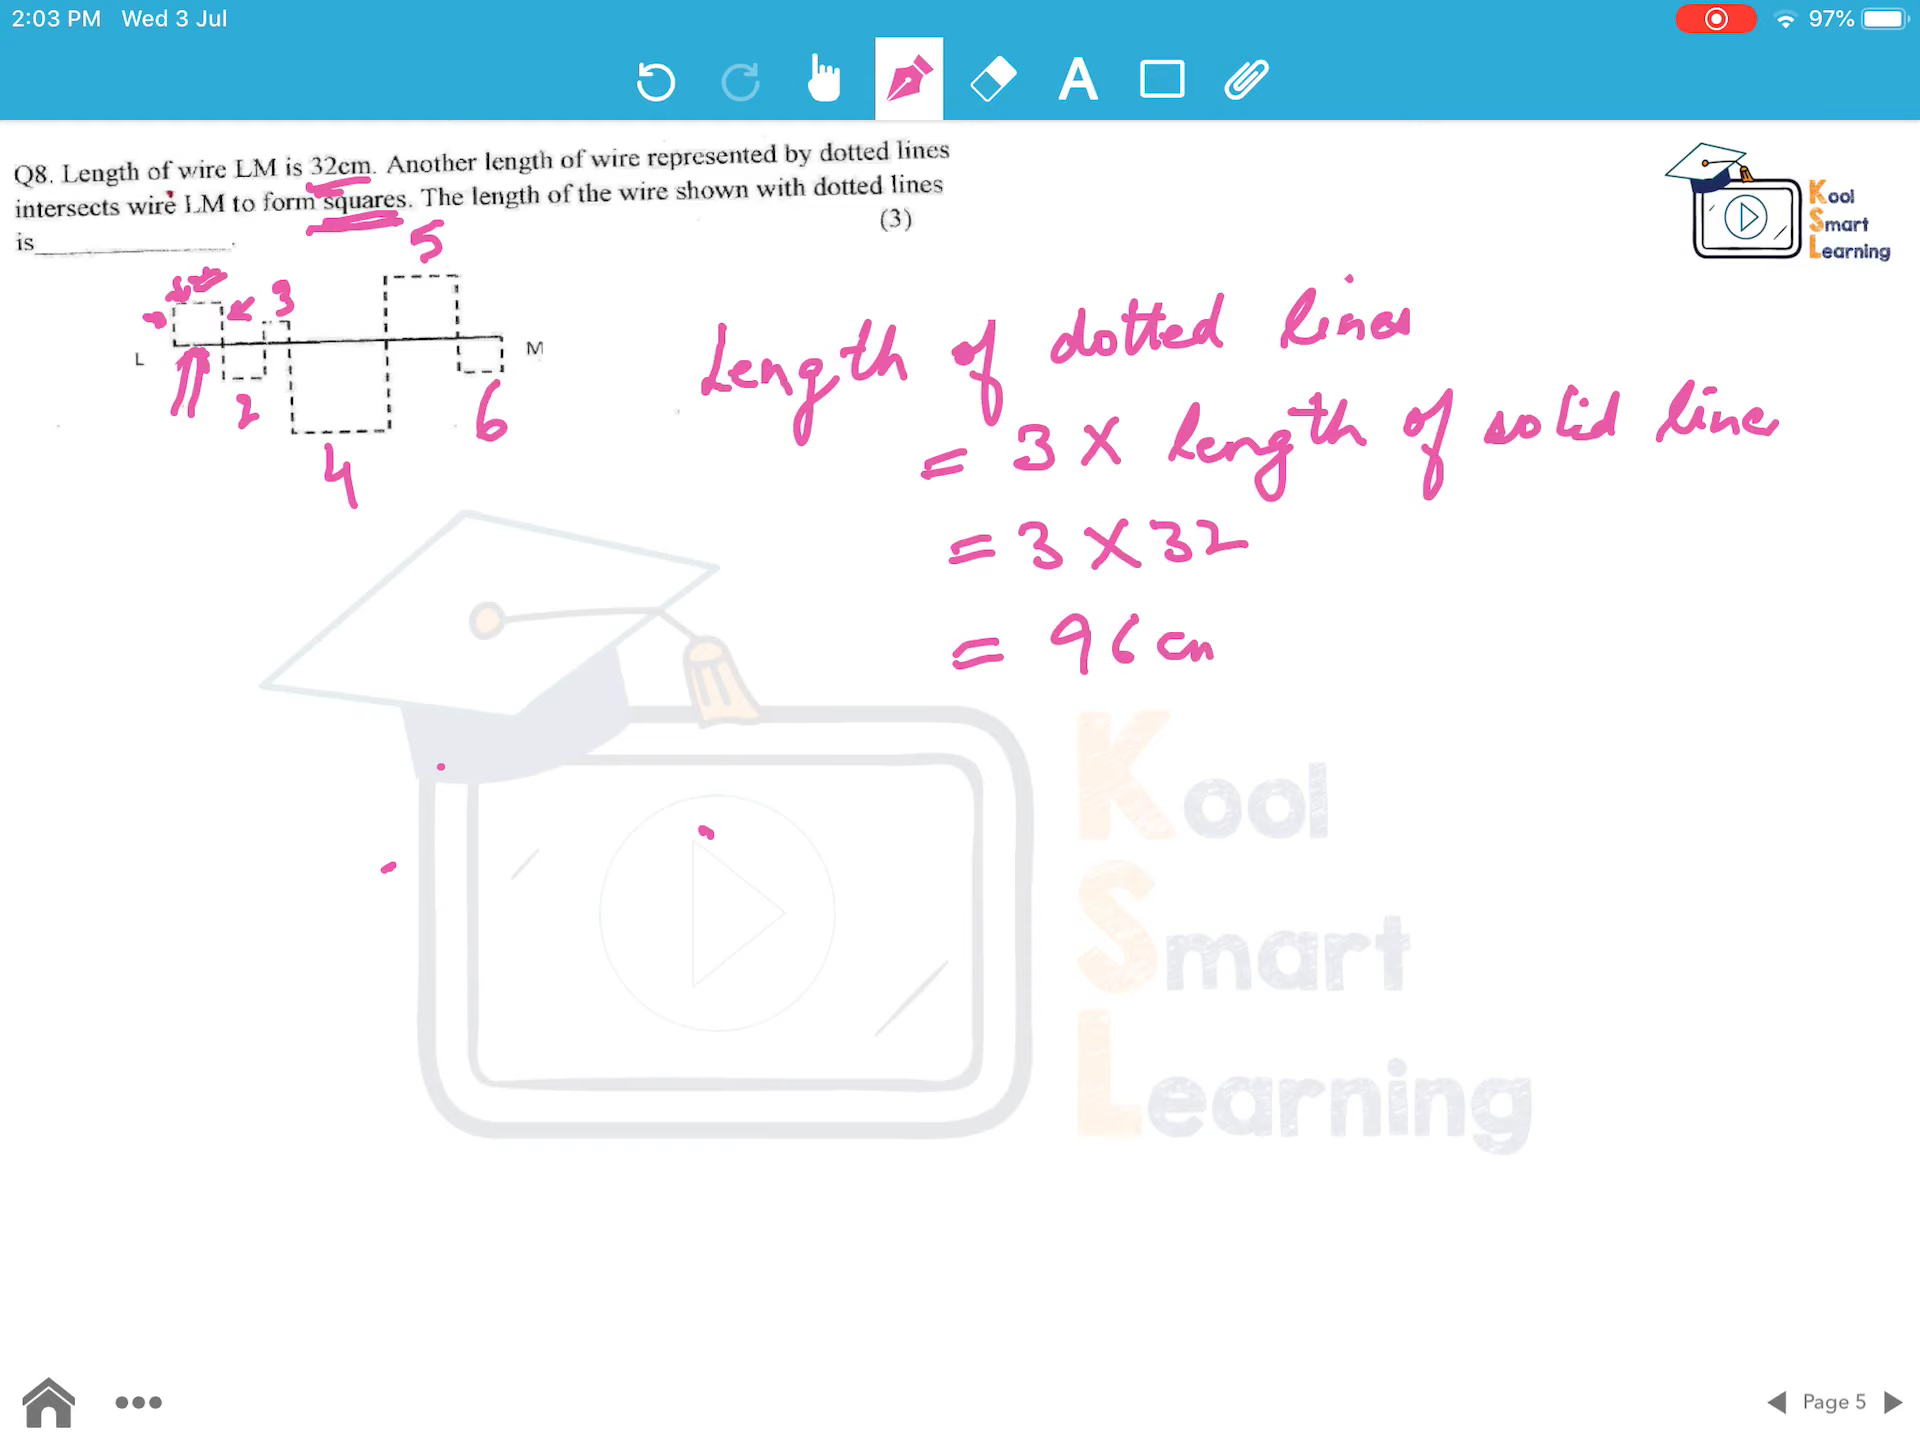 2:03 PM Wed 3 Jul
97%
A
Q8. Length of wire LM is 32cm. Another length of wire represented by dotted lines
intersects wire LM to form squares. The length of the wire shown with dotted lines
is____________. (3)
Kool
Smart
Learning
5
3
L
M
2
6
4
Length of dotted lines
= 3 X length of solid line
= 3 X 32
= 96 cm
Kool
Smart
Learning
Page 5